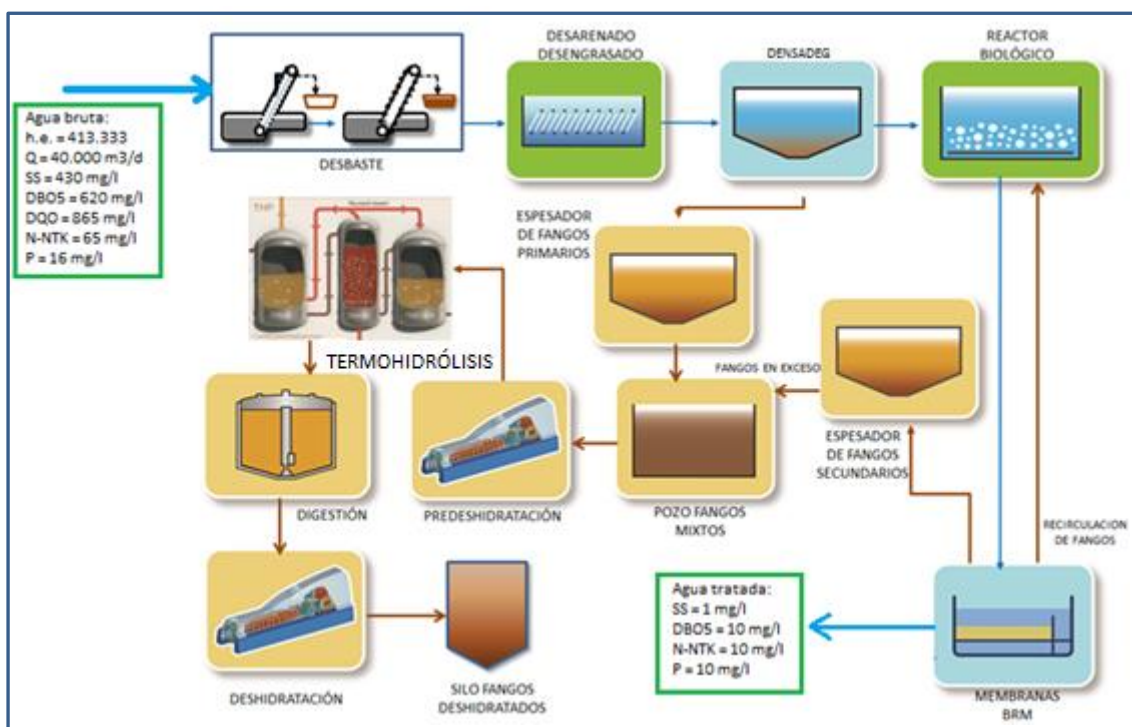 DESARENADO
DESENGRASADO
DENSADEG
REACTOR
BIOLÓGICO
Agua bruta:
h.e. = 413.333
Q = 40.000 m3/d
SS = 430 mg/l
DBO5 = 620 mg/l
DQO = 865 mg/l
N-NTK = 65 mg/l
P = 16 mg/l
DESBASTE
THP
ESPESADOR
DE FANGOS
PRIMARIOS
TERMOHIDRÓLISIS
FANGOS EN EXCESO
ESPESADOR
DE FANGOS
SECUNDARIOS
DIGESTIÓN
PREDESHIDRATACIÓN
POZO FANGOS
MIXTOS
RECIRCULACION
DE FANGOS
Agua tratada:
SS = 1 mg/l
DBO5 = 10 mg/l
N-NTK = 10 mg/l
P = 10 mg/l
DESHIDRATACIÓN
SILO FANGOS
DESHIDRATADOS
MEMBRANAS
BRM